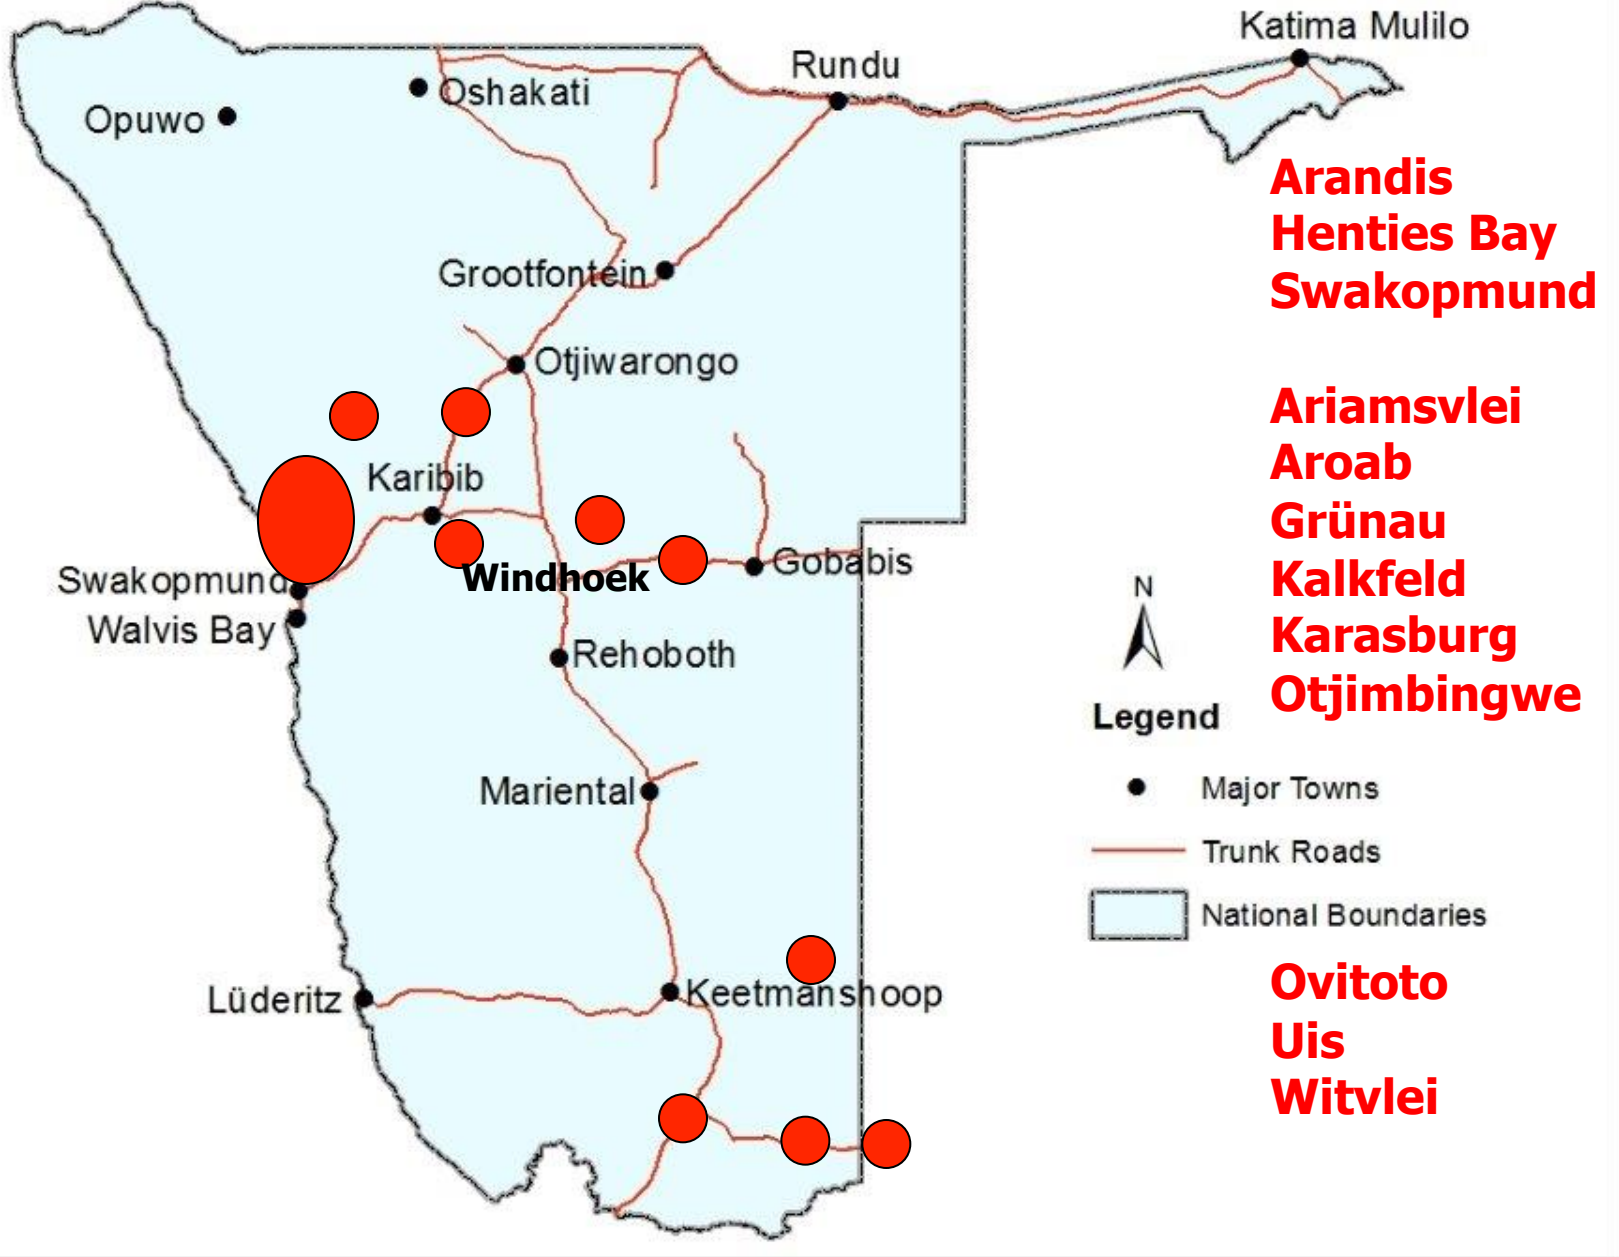 Katima Mulilo
Rundu
Oshakati
Opuwo
Arandis
Henties Bay
Swakopmund
Grootfontein
Otjiwarongo
Ariamsvlei
Aroab
Grünau
Kalkfeld
Karasburg
Otjimbingwe
Karibib
Gobabis
Windhoek
Swakopmund
Walvis Bay
Rehoboth
N
Legend
Major Towns
Trunk Roads
National Boundaries
Mariental
Keetmanshoop
Lüderitz
Ovitoto
Uis
Witvlei